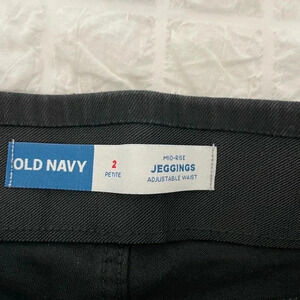 OLD NAVY
2
PETITE
MID-RISE
JEGGINGS
ADJUSTABLE WAIST